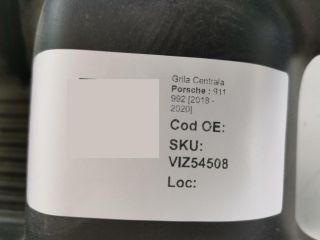 Grila Centrala
Porsche : 911
992 [2018 -
2020]
Cod OE:
SKU:
VIZ54508
Loc: